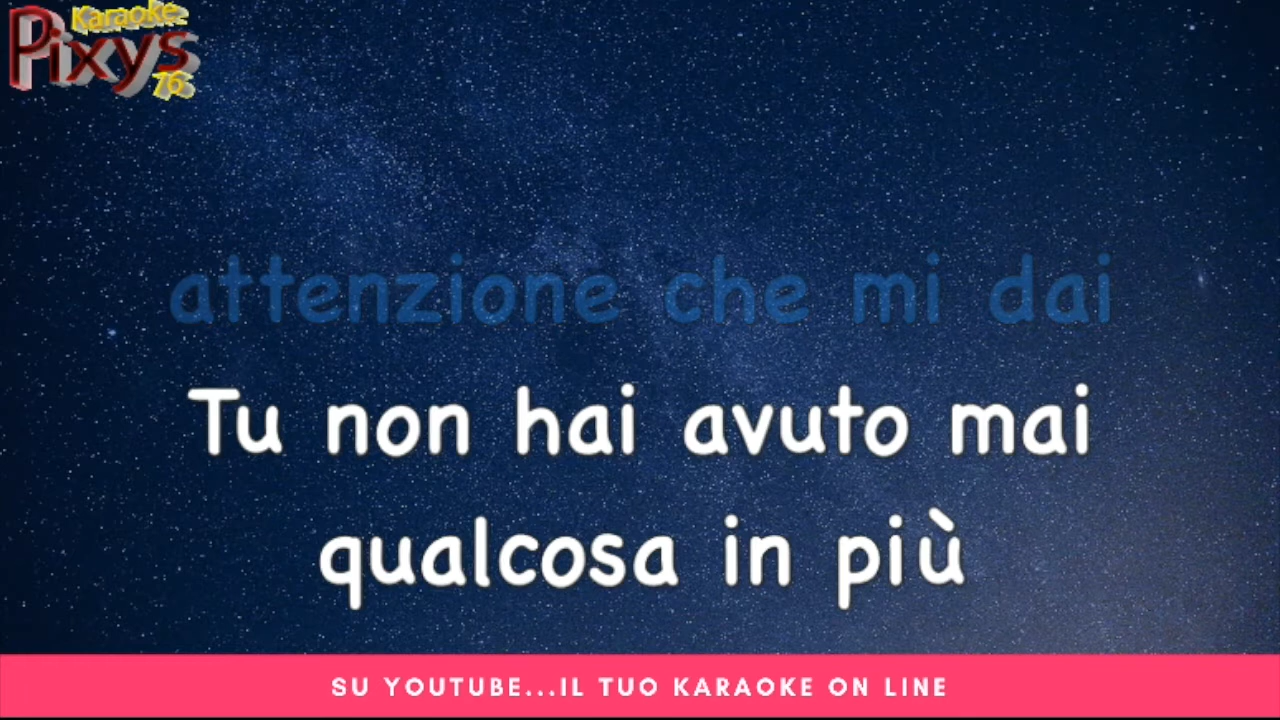 Karaoke
Pixys
76
attenzione che mi dai
Tu non hai avuto mai
qualcosa in più
SU YOUTUBE...IL TUO KARAOKE ON LINE